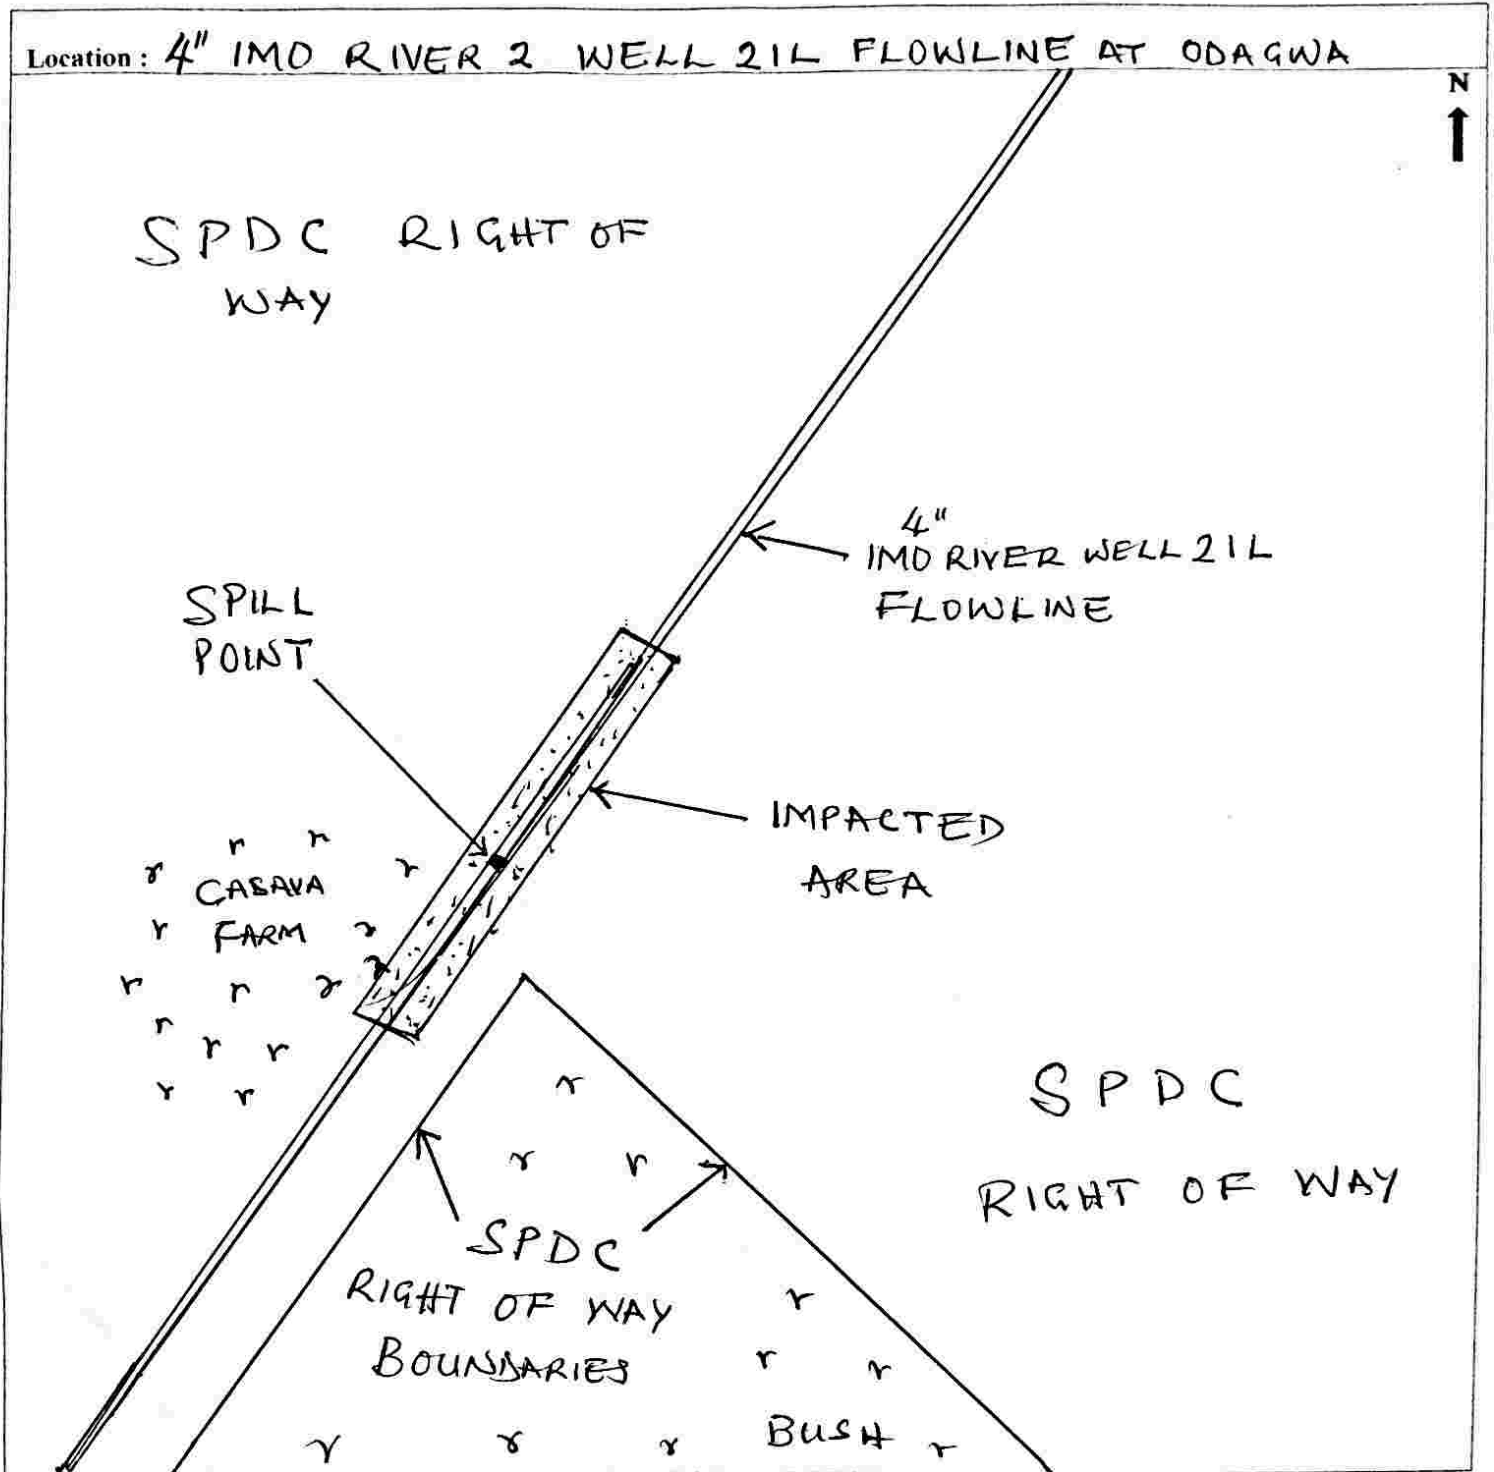 Location : 4" IMO RIVER 2 WELL 21L FLOWLINE AT ODAGWA
N
SPDC RIGHT OF
WAY
4"
IMO RIVER WELL 21L
FLOWLINE
SPILL
POINT
IMPACTED
AREA
CASAVA
FARM
SPDC
RIGHT OF WAY
SPDC
RIGHT OF WAY
BOUNDARIES
BUSH